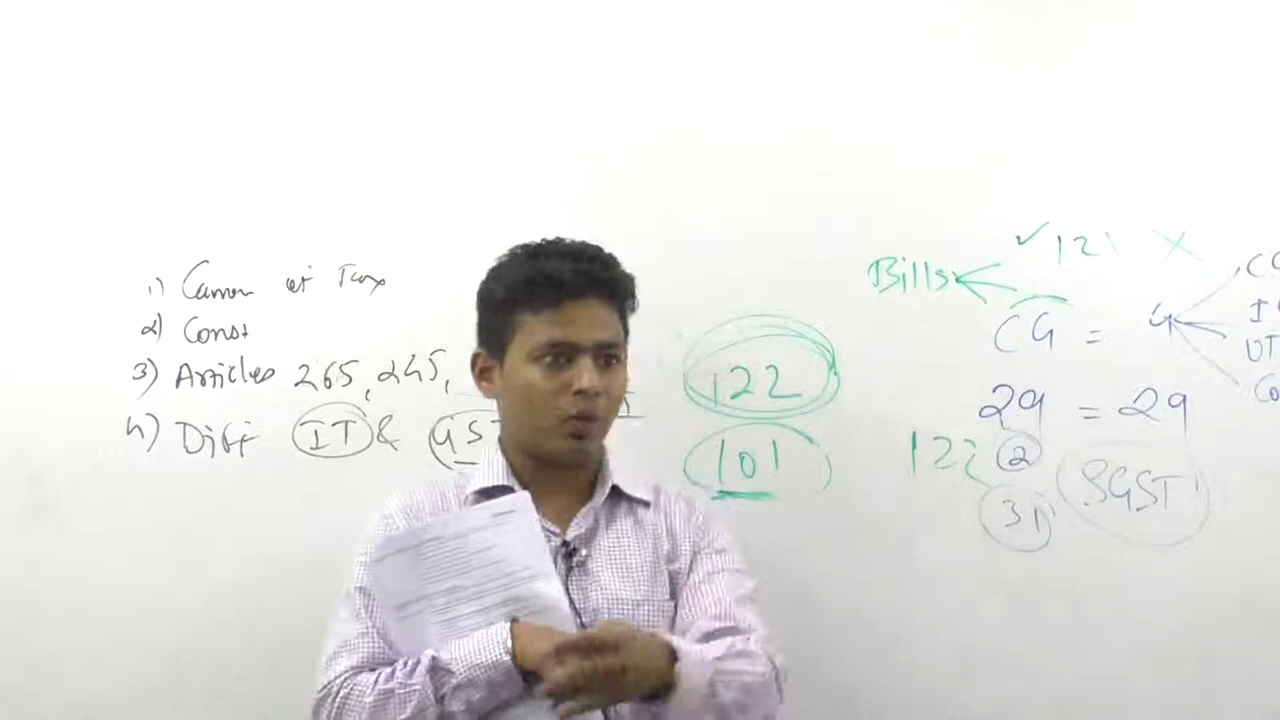 1) Canon of Tax
2) Const
3) Articles 265, 245,
4) Diff IT &
122
101
✓ 121 X
Bills
CG = 4
29 = 29
122 2
31
SGST
UT